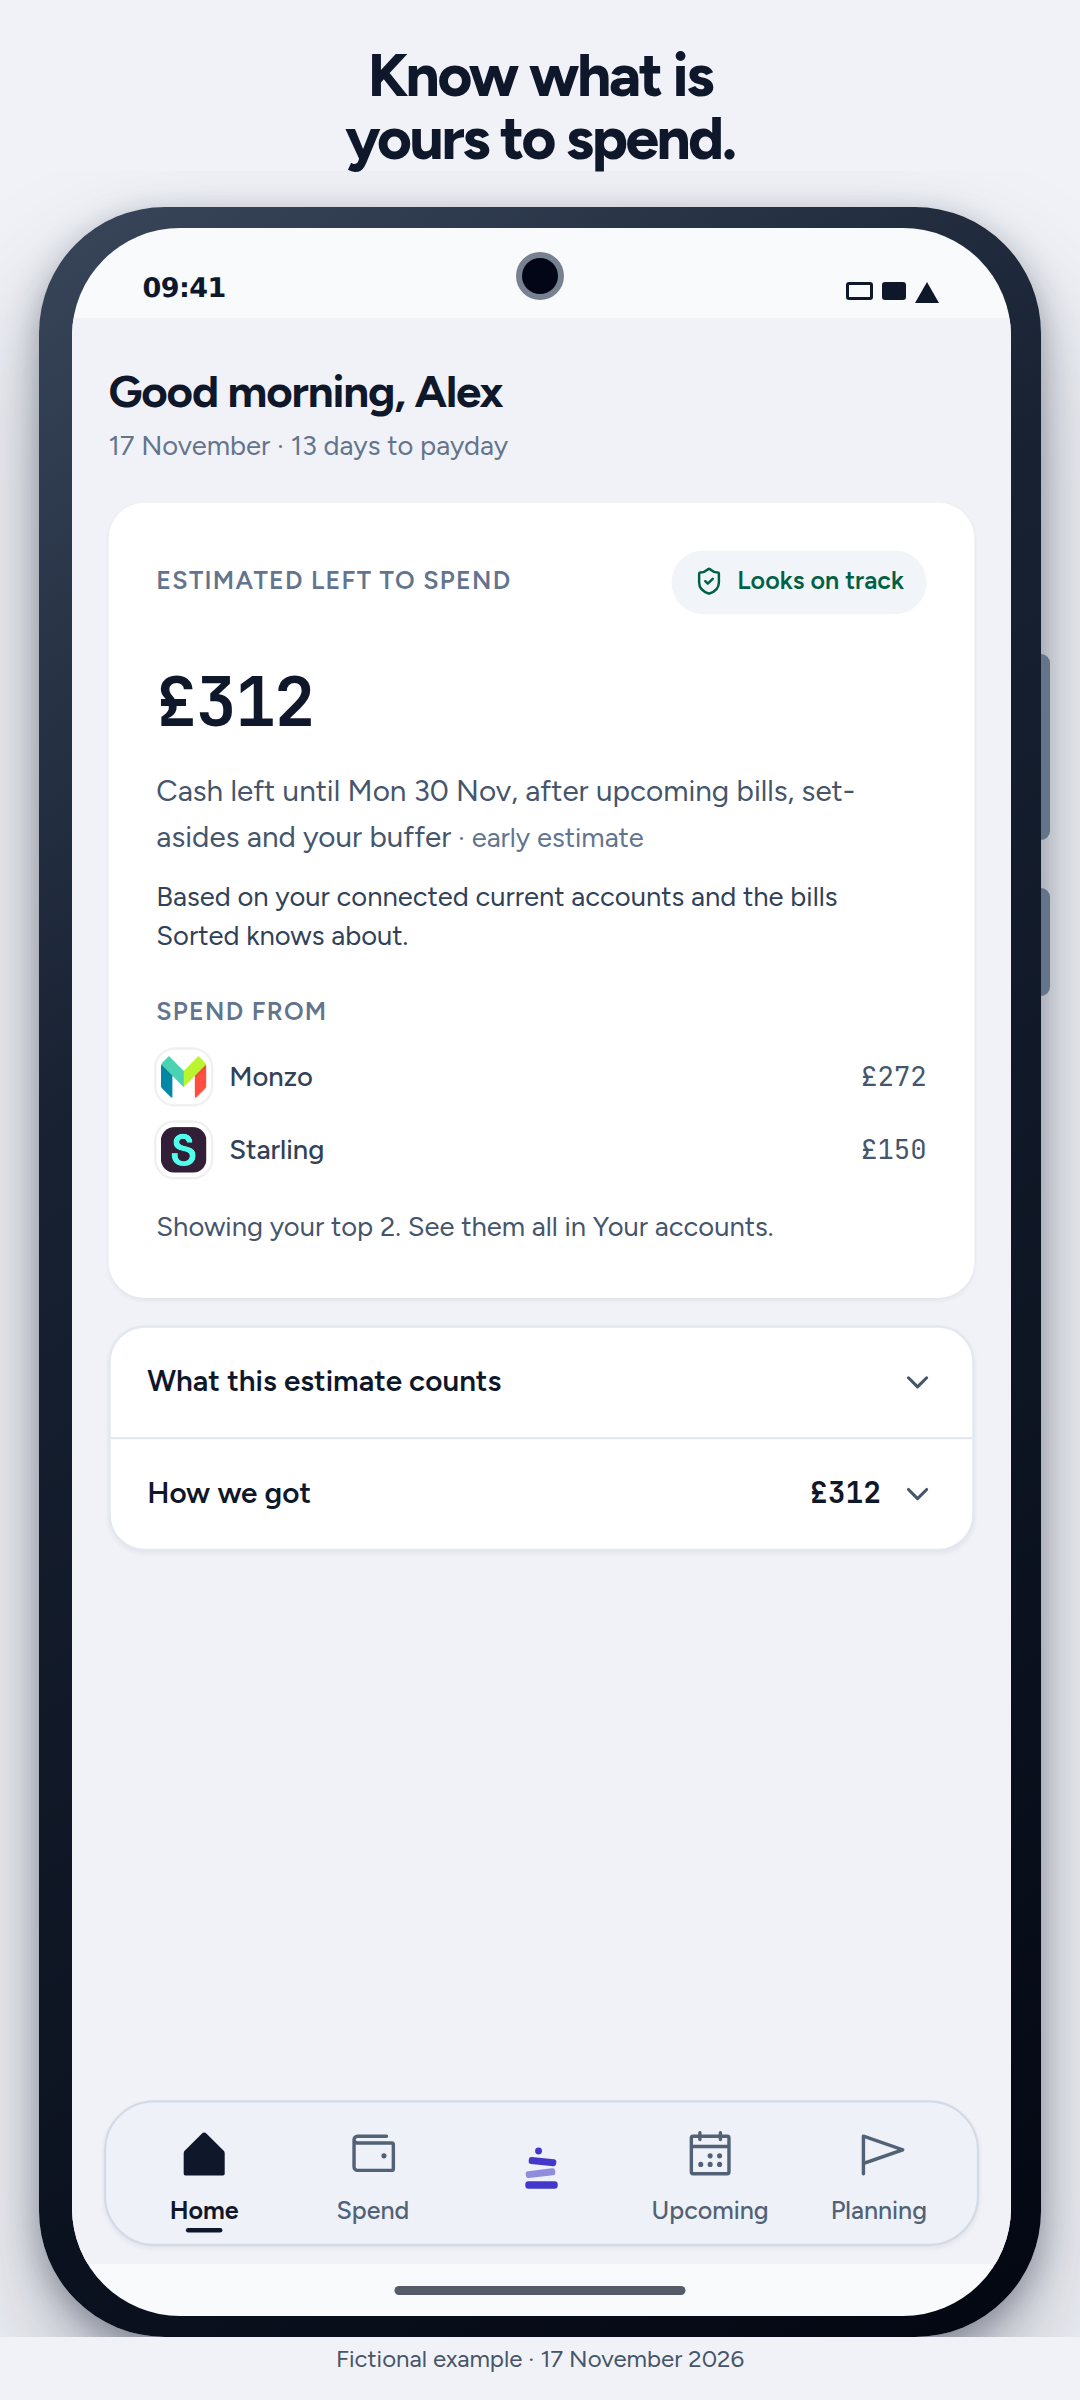 Know what is
yours to spend.
09:41
Good morning, Alex
17 November · 13 days to payday
ESTIMATED LEFT TO SPEND
Looks on track
£312
Cash left until Mon 30 Nov, after upcoming bills, set-
asides and your buffer · early estimate
Based on your connected current accounts and the bills
Sorted knows about.
SPEND FROM
Monzo £272
Starling £150
Showing your top 2. See them all in Your accounts.
What this estimate counts
How we got £312
Home Spend Upcoming Planning
Fictional example · 17 November 2026